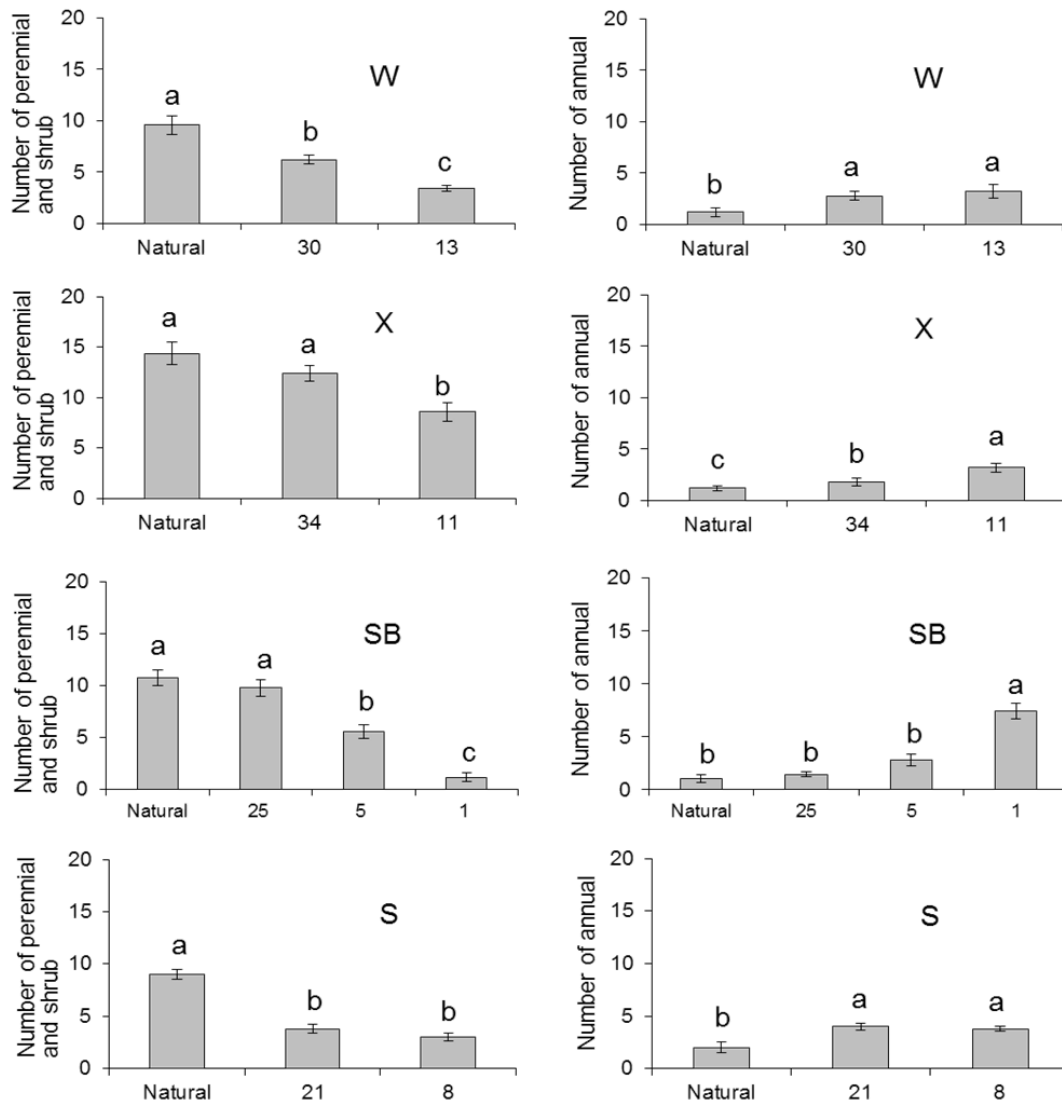 Number of perennial
and shrub
20
15
10
5
0
W
a
b
c
Natural 30 13
Number of annual
20
15
10
5
0
W
b
a
a
Natural 30 13
Number of perennial
and shrub
20
15
10
5
0
X
a
a
b
Natural 34 11
Number of annual
20
15
10
5
0
X
c
b
a
Natural 34 11
Number of perennial
and shrub
20
15
10
5
0
SB
a
a
b
c
Natural 25 5 1
Number of annual
20
15
10
5
0
SB
b
b
b
a
Natural 25 5 1
Number of perennial
and shrub
20
15
10
5
0
S
a
b
b
Natural 21 8
Number of annual
20
15
10
5
0
S
b
a
a
Natural 21 8